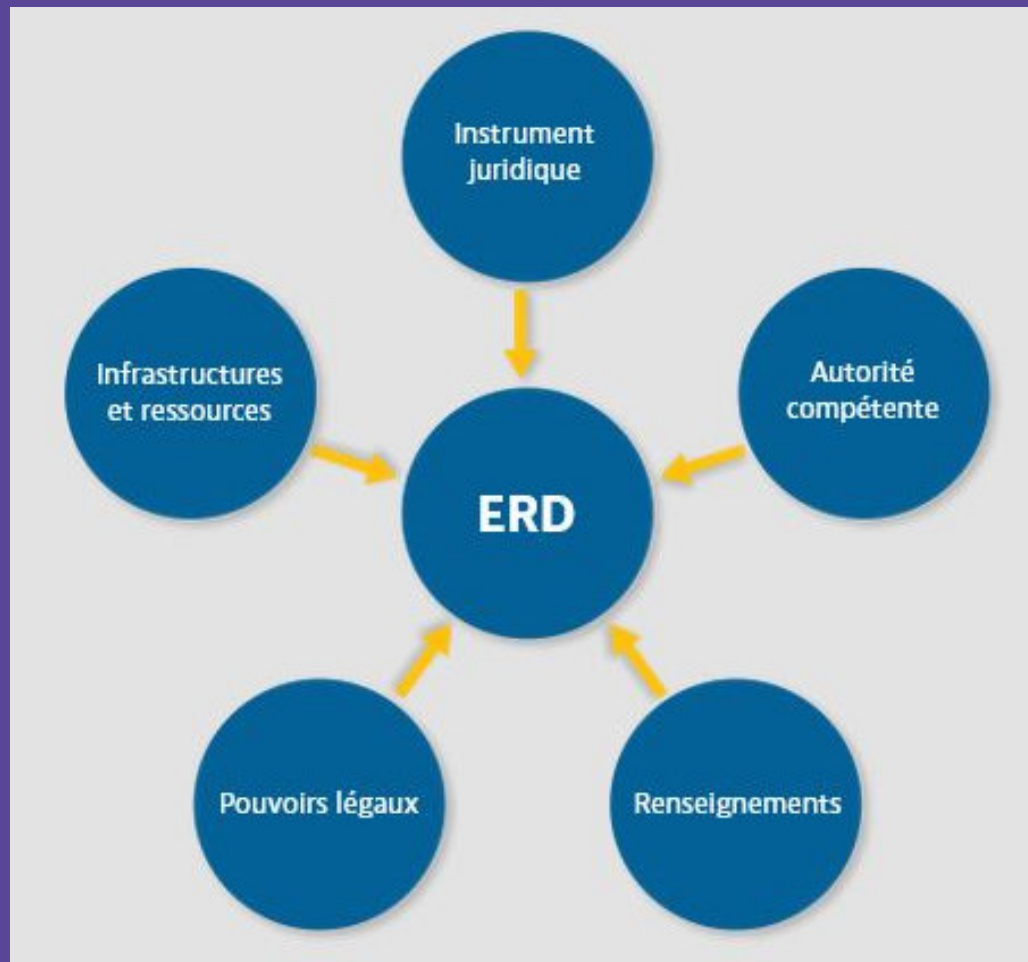 Instrument
juridique
Infrastructures
et ressources
Autorité
compétente
ERD
Pouvoirs légaux
Renseignements